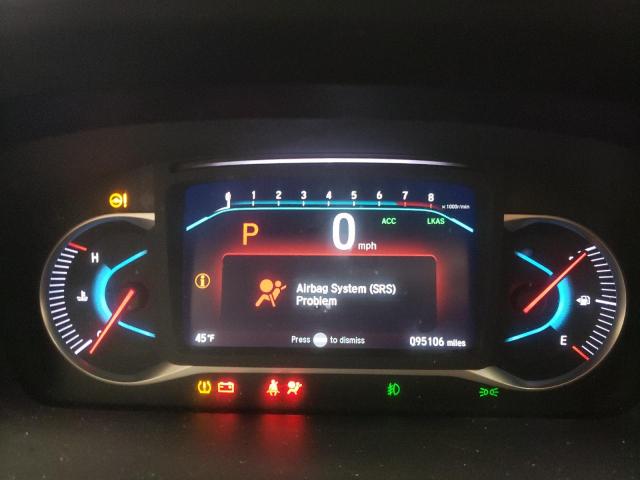 0 1 2 3 4 5 6 7 8 x 1000r/min
ACC LKAS
P 0 mph
H
C
E
Airbag System (SRS)
Problem
45°F Press to dismiss 095106 miles